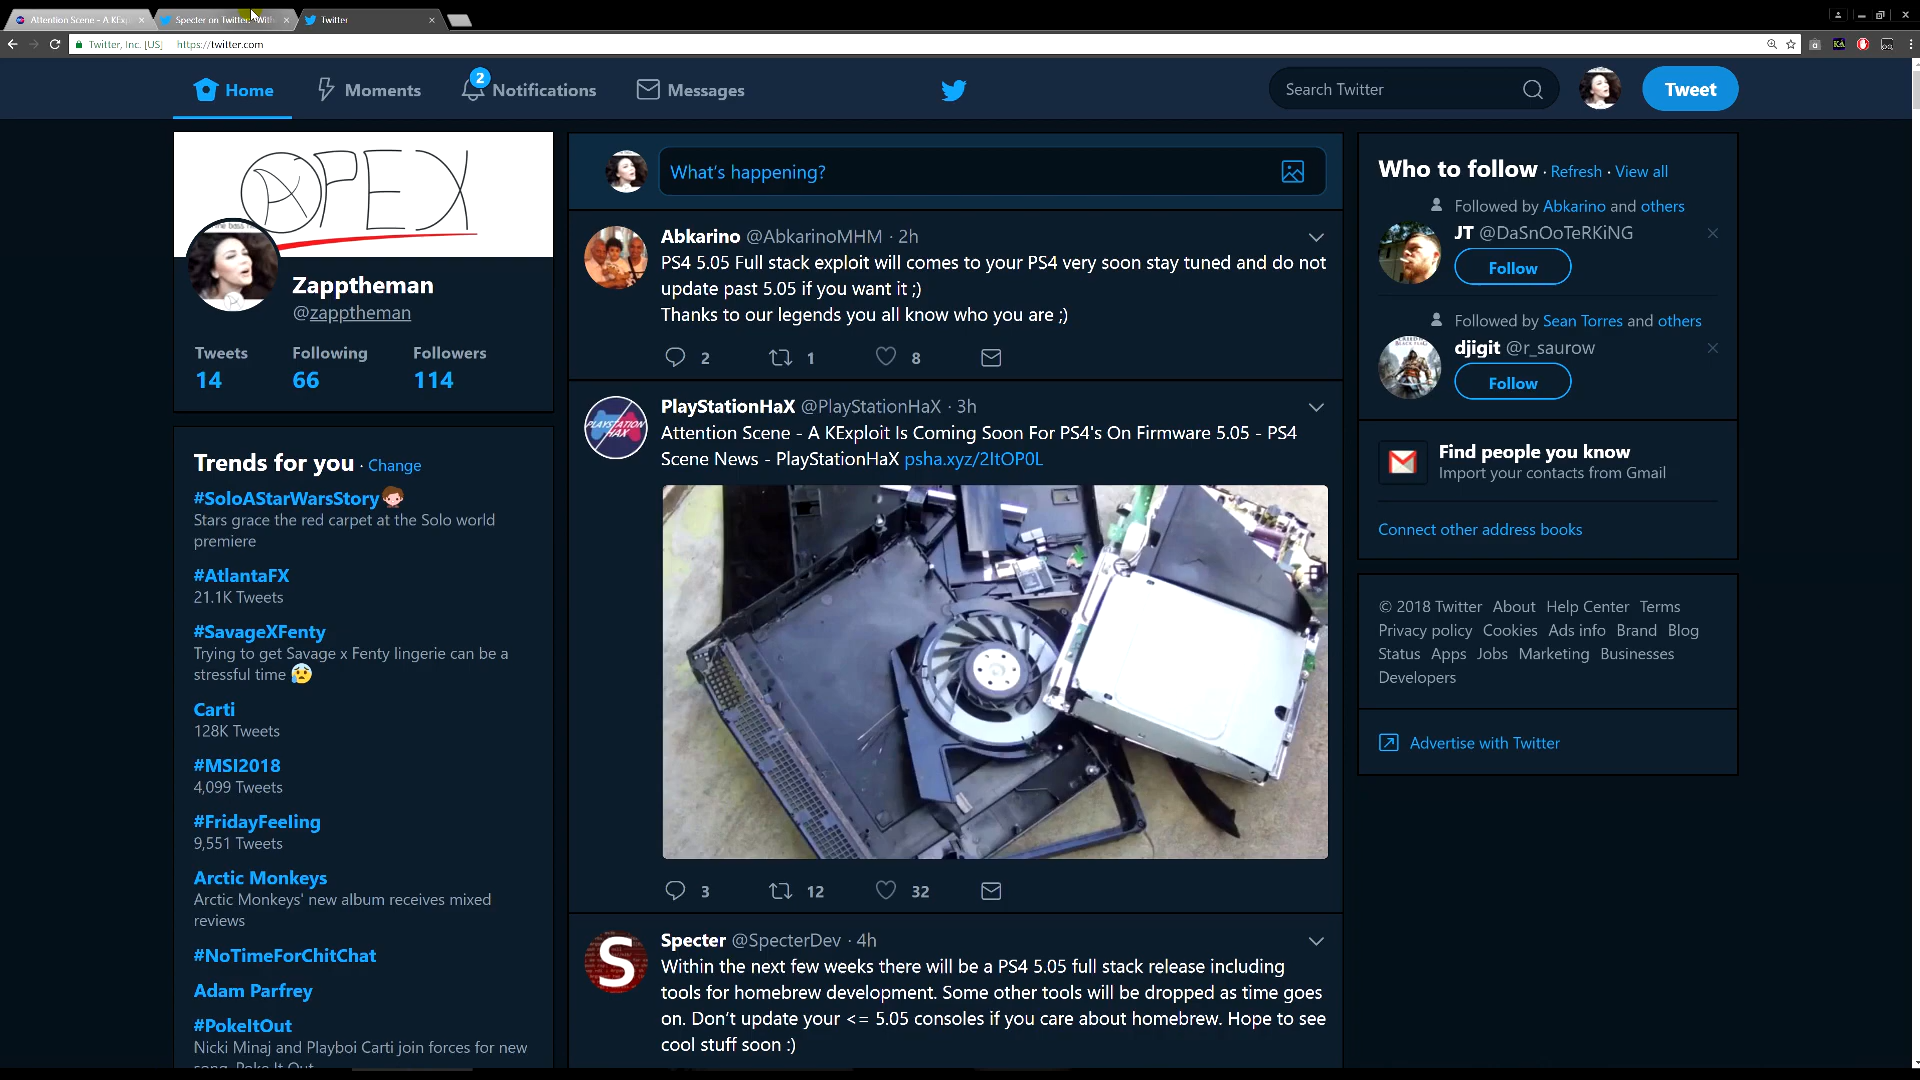 Attention Scene - A KEx
Specter on Twitter: "With
Twitter
Twitter, Inc. [US] https://twitter.com
Home
Moments
2
Notifications
Messages
Search Twitter
Tweet
APEX
Zapptheman
@zapptheman
Tweets Following Followers
14 66 114
Trends for you · Change
#SoloAStarWarsStory
Stars grace the red carpet at the Solo world
premiere
#AtlantaFX
21.1K Tweets
#SavageXFenty
Trying to get Savage x Fenty lingerie can be a
stressful time 😰
Carti
128K Tweets
#MSI2018
4,099 Tweets
#FridayFeeling
9,551 Tweets
Arctic Monkeys
Arctic Monkeys' new album receives mixed
reviews
#NoTimeForChitChat
Adam Parfrey
#PokeItOut
Nicki Minaj and Playboi Carti join forces for new
song, Poke It Out
What's happening?
Abkarino @AbkarinoMHM · 2h
PS4 5.05 Full stack exploit will comes to your PS4 very soon stay tuned and do not
update past 5.05 if you want it ;)
Thanks to our legends you all know who you are ;)
2 1 8
PLAYSTATION
HAX
PlayStationHaX @PlayStationHaX · 3h
Attention Scene - A KExploit Is Coming Soon For PS4's On Firmware 5.05 - PS4
Scene News - PlayStationHaX psha.xyz/2ItOP0L
3 12 32
S
Specter @SpecterDev · 4h
Within the next few weeks there will be a PS4 5.05 full stack release including
tools for homebrew development. Some other tools will be dropped as time goes
on. Don't update your <= 5.05 consoles if you care about homebrew. Hope to see
cool stuff soon :)
Who to follow · Refresh · View all
Followed by Abkarino and others
JT @DaSnOoTeRKiNG
Follow
Followed by Sean Torres and others
djigit @r_saurow
Follow
Find people you know
Import your contacts from Gmail
Connect other address books
© 2018 Twitter About Help Center Terms
Privacy policy Cookies Ads info Brand Blog
Status Apps Jobs Marketing Businesses
Developers
Advertise with Twitter